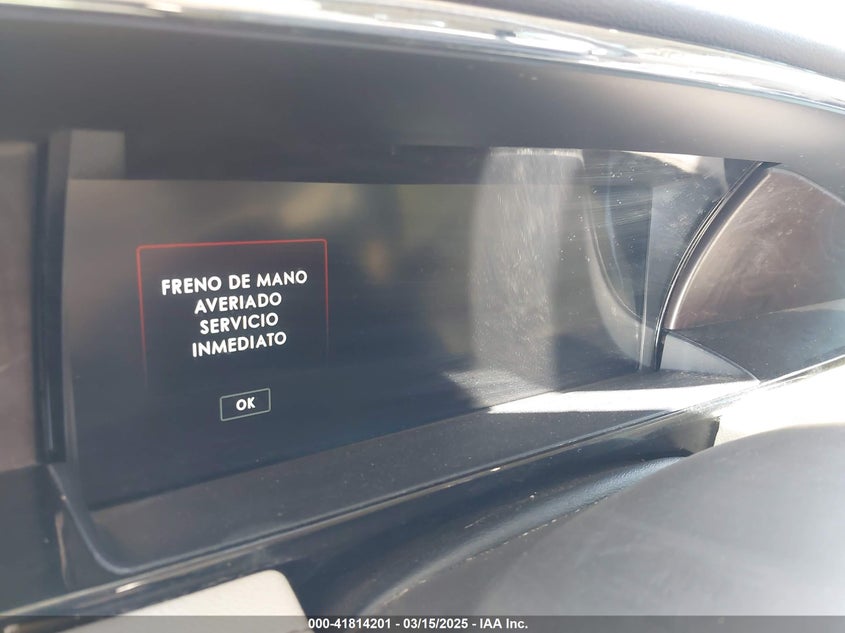 FRENO DE MANO
AVERIADO
SERVICIO
INMEDIATO
OK
000-41814201 - 03/15/2025 - IAA Inc.